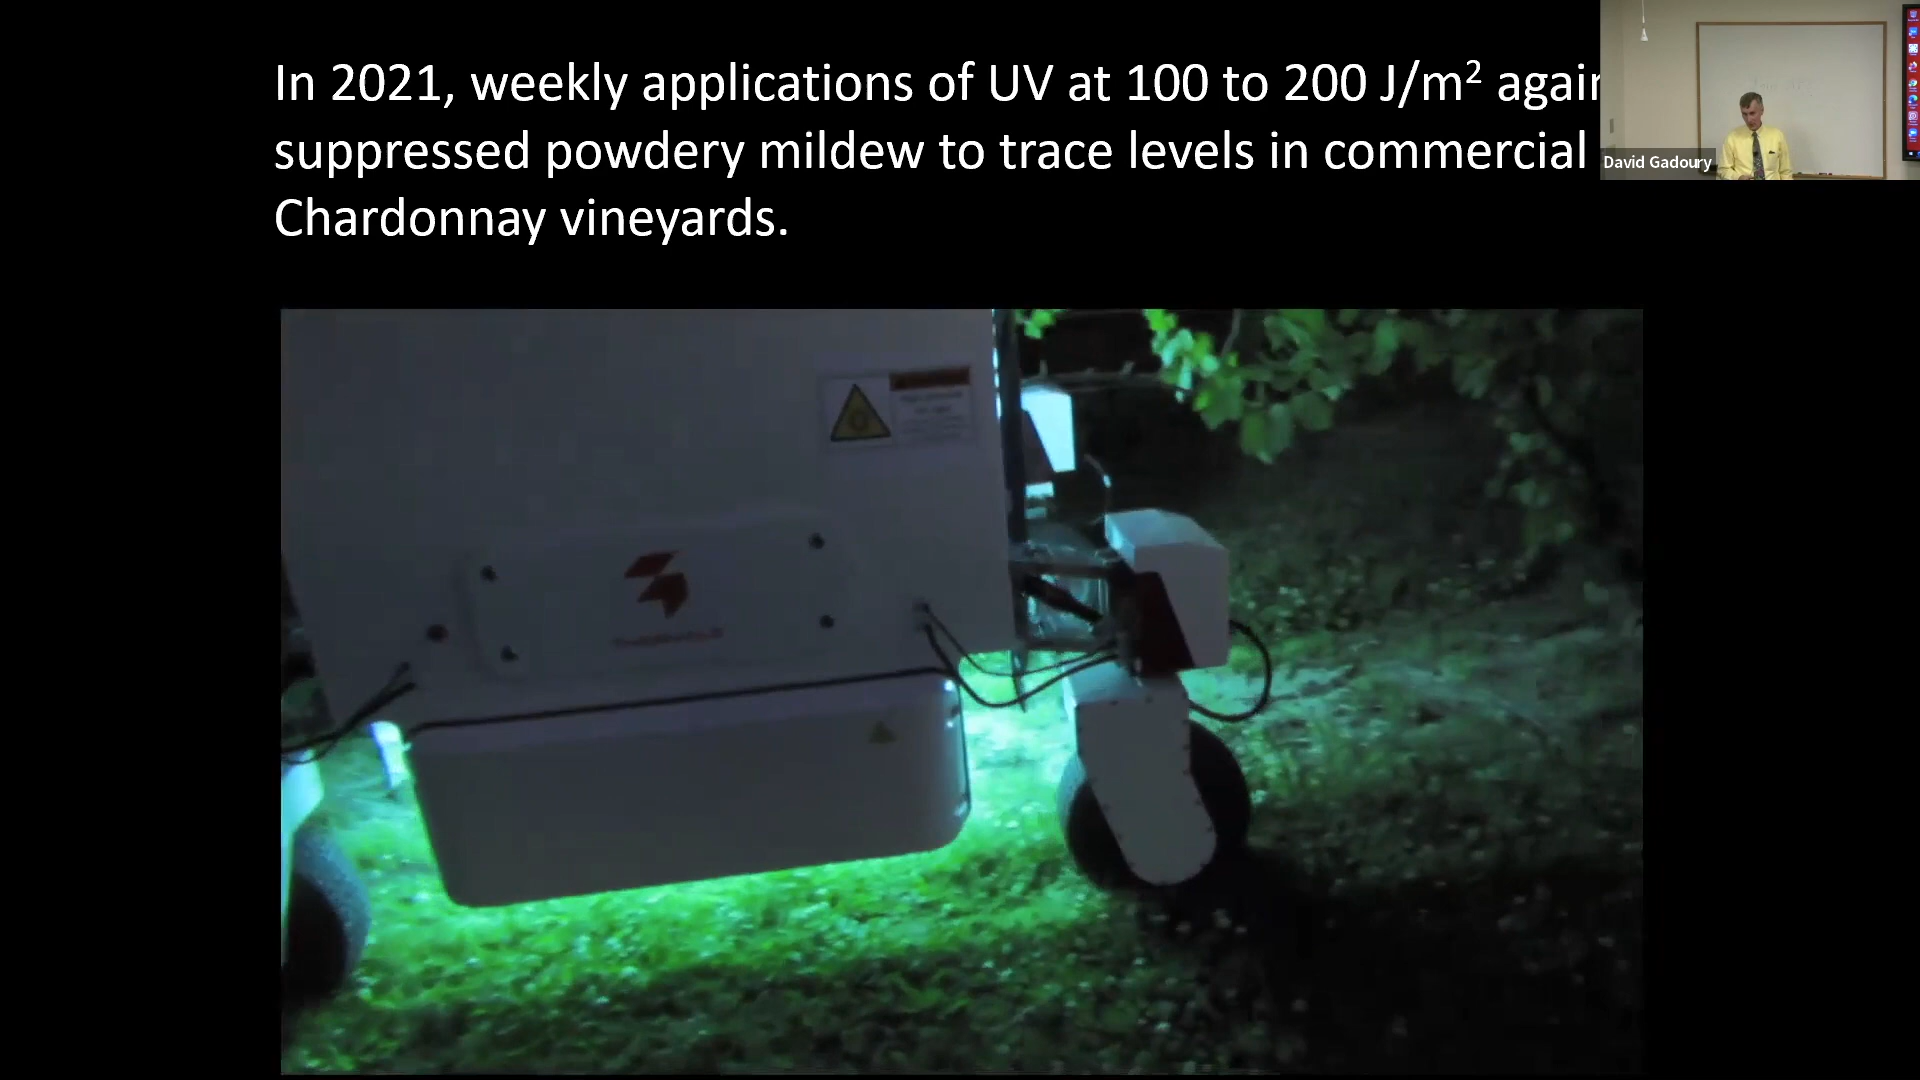 In 2021, weekly applications of UV at 100 to 200 J/m² again
suppressed powdery mildew to trace levels in commercial
Chardonnay vineyards.
David Gadoury